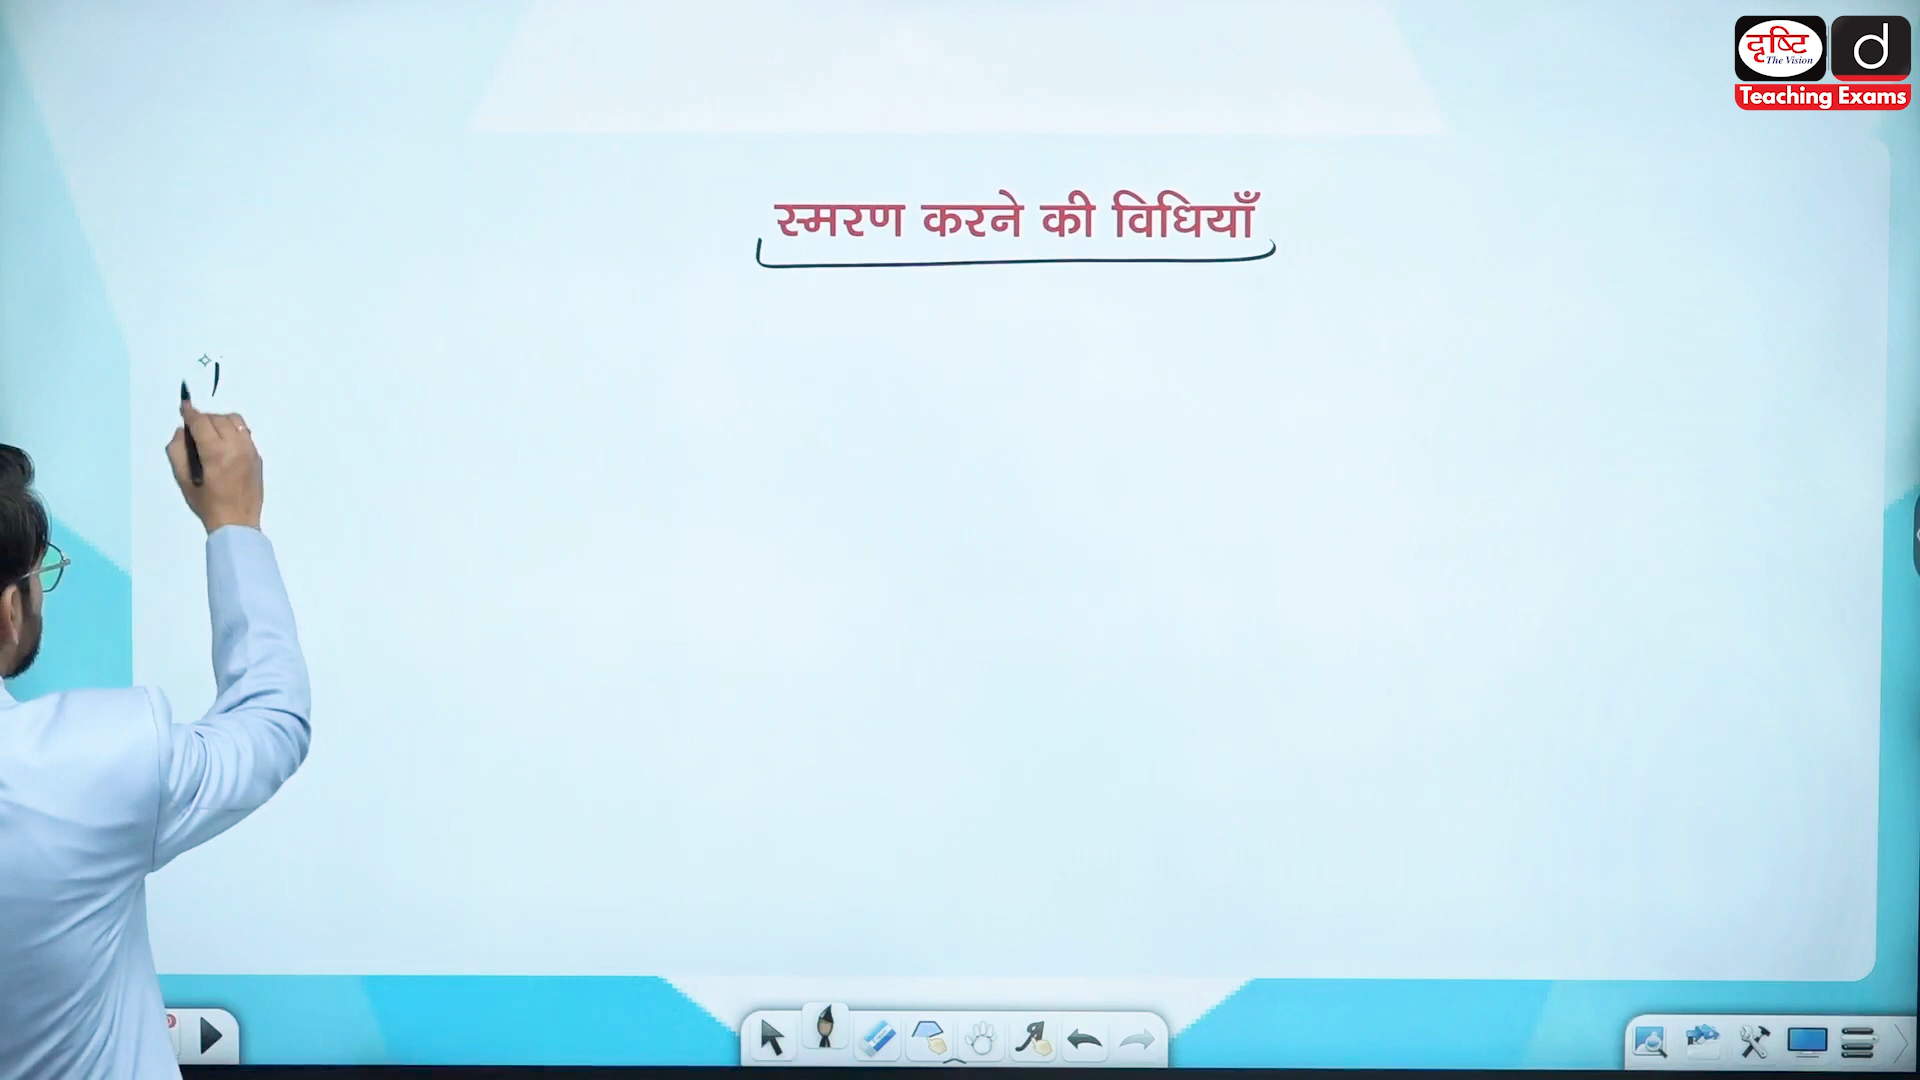 दृष्टि
The Vision
d
Teaching Exams
स्मरण करने की विधियाँ